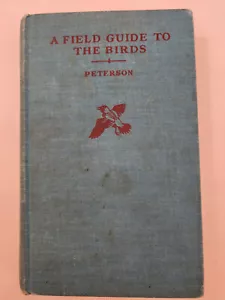 A FIELD GUIDE TO
THE BIRDS
PETERSON